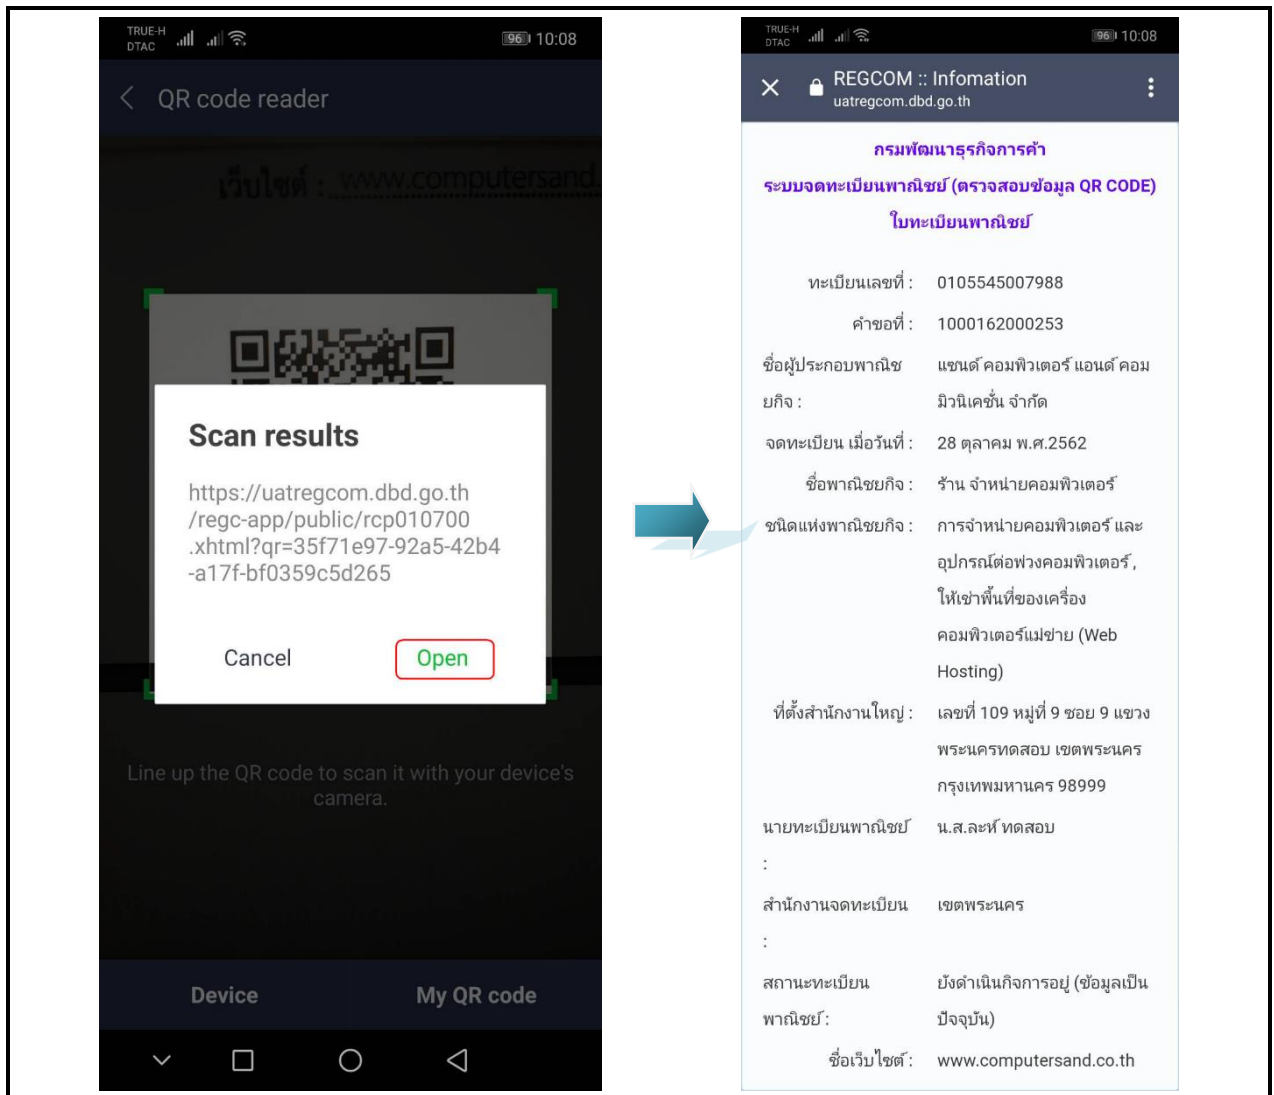 TRUE-H
DTAC
96 10:08
QR code reader
เว็บไซต์ : www.computersand.
Scan results
https://uatregcom.dbd.go.th
/regc-app/public/rcp010700
.xhtml?qr=35f71e97-92a5-42b4
-a17f-bf0359c5d265
Cancel Open
Line up the QR code to scan it with your device's
camera.
Device My QR code
TRUE-H
DTAC
96 10:08
REGCOM :: Infomation
uatregcom.dbd.go.th
กรมพัฒนาธุรกิจการค้า
ระบบจดทะเบียนพาณิชย์ (ตรวจสอบข้อมูล QR CODE)
ใบทะเบียนพาณิชย์
ทะเบียนเลขที่ : 0105545007988
คำขอที่ : 1000162000253
ชื่อผู้ประกอบพาณิช แซนด์ คอมพิวเตอร์ แอนด์ คอม
ยกิจ : มิวนิเคชั่น จำกัด
จดทะเบียน เมื่อวันที่ : 28 ตุลาคม พ.ศ.2562
ชื่อพาณิชยกิจ : ร้าน จำหน่ายคอมพิวเตอร์
ชนิดแห่งพาณิชยกิจ : การจำหน่ายคอมพิวเตอร์ และ
อุปกรณ์ต่อพ่วงคอมพิวเตอร์ ,
ให้เช่าพื้นที่ของเครื่อง
คอมพิวเตอร์แม่ข่าย (Web
Hosting)
ที่ตั้งสำนักงานใหญ่ : เลขที่ 109 หมู่ที่ 9 ซอย 9 แขวง
พระนครทดสอบ เขตพระนคร
กรุงเทพมหานคร 98999
นายทะเบียนพาณิชย์ น.ส.ละห์ ทดสอบ
:
สำนักงานจดทะเบียน เขตพระนคร
:
สถานะทะเบียน ยังดำเนินกิจการอยู่ (ข้อมูลเป็น
พาณิชย์ : ปัจจุบัน)
ชื่อเว็บไซต์ : www.computersand.co.th